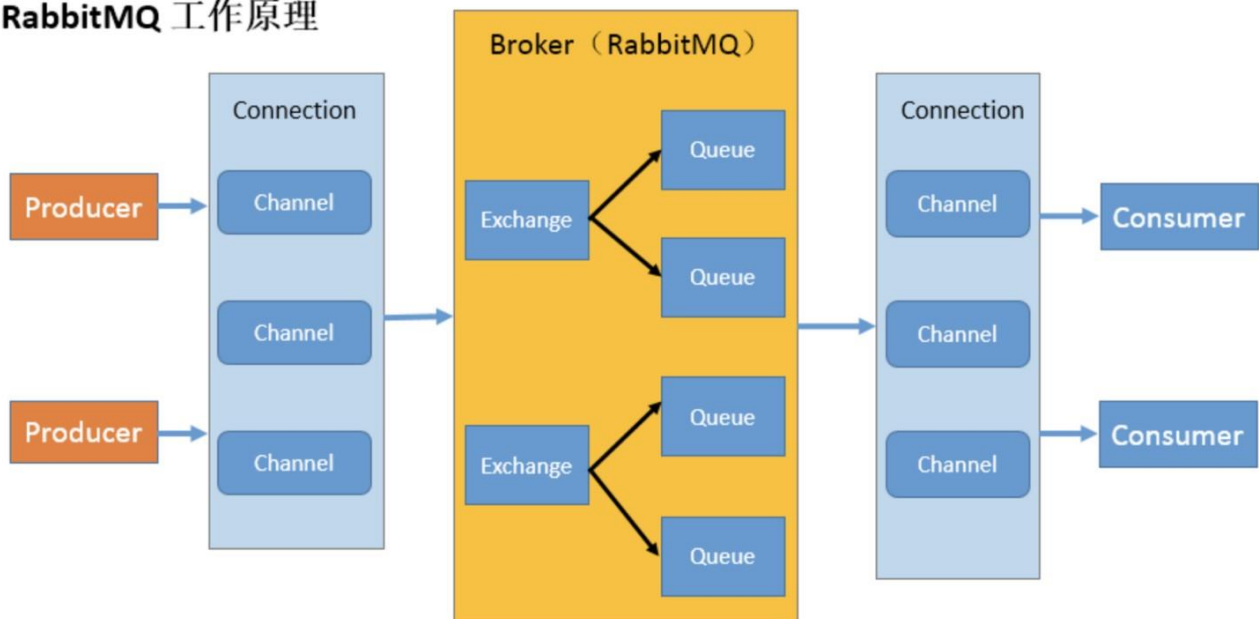 RabbitMQ 工作原理
Broker（RabbitMQ）
Connection
Connection
Producer
Channel
Exchange
Queue
Queue
Channel
Consumer
Channel
Channel
Producer
Channel
Exchange
Queue
Queue
Channel
Consumer